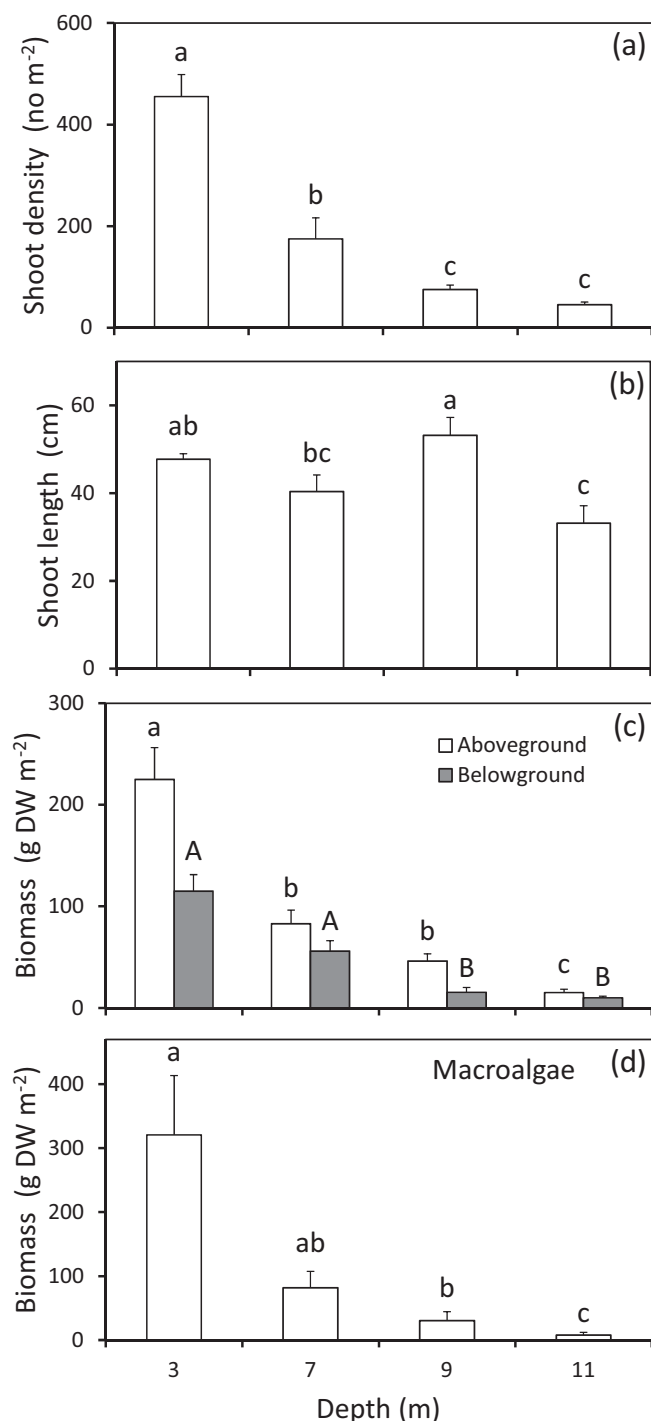 (a)
Shoot density (no m⁻²)
600
400
200
0
a
b
c
c
(b)
Shoot length (cm)
60
40
20
0
ab
bc
a
c
(c)
Biomass (g DW m⁻²)
300
200
100
0
Aboveground
Belowground
a
A
b
A
b
B
c
B
(d)
Macroalgae
Biomass (g DW m⁻²)
400
300
200
100
0
a
ab
b
c
3 7 9 11
Depth (m)